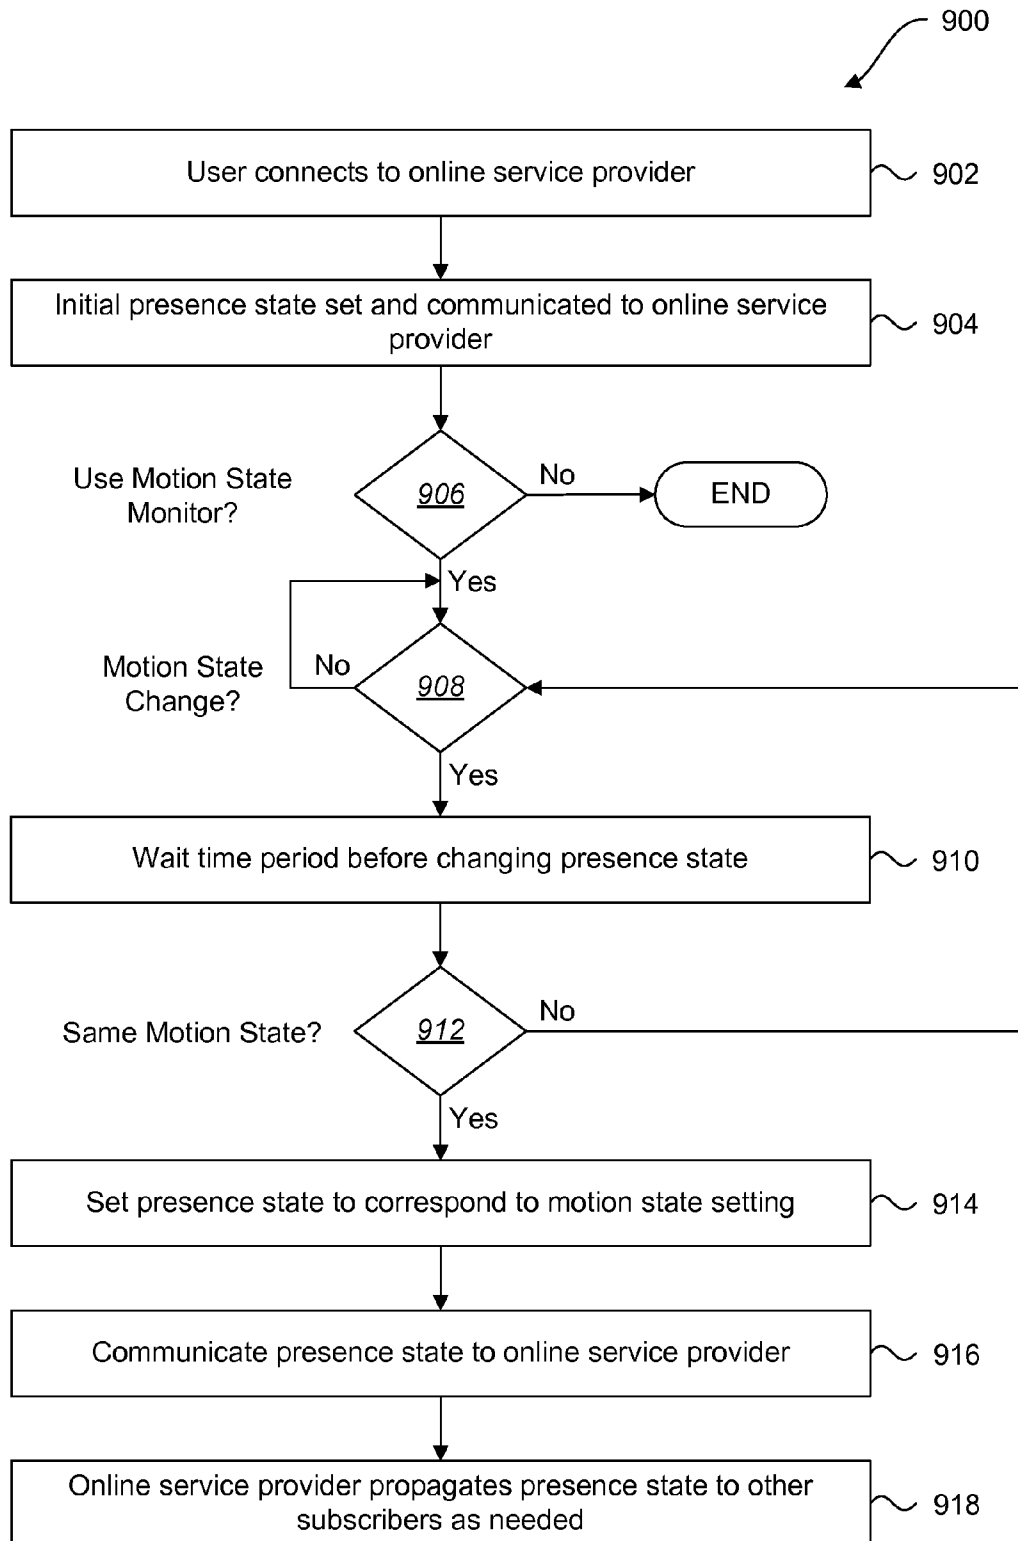 900
User connects to online service provider
902
Initial presence state set and communicated to online service
provider
904
Use Motion State
Monitor?
906
No
END
Yes
Motion State
Change?
No
908
Yes
Wait time period before changing presence state
910
Same Motion State?
912
No
Yes
Set presence state to correspond to motion state setting
914
Communicate presence state to online service provider
916
Online service provider propagates presence state to other
subscribers as needed
918